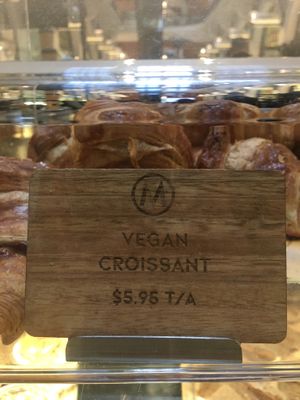 M
VEGAN
CROISSANT
$5.95 T/A